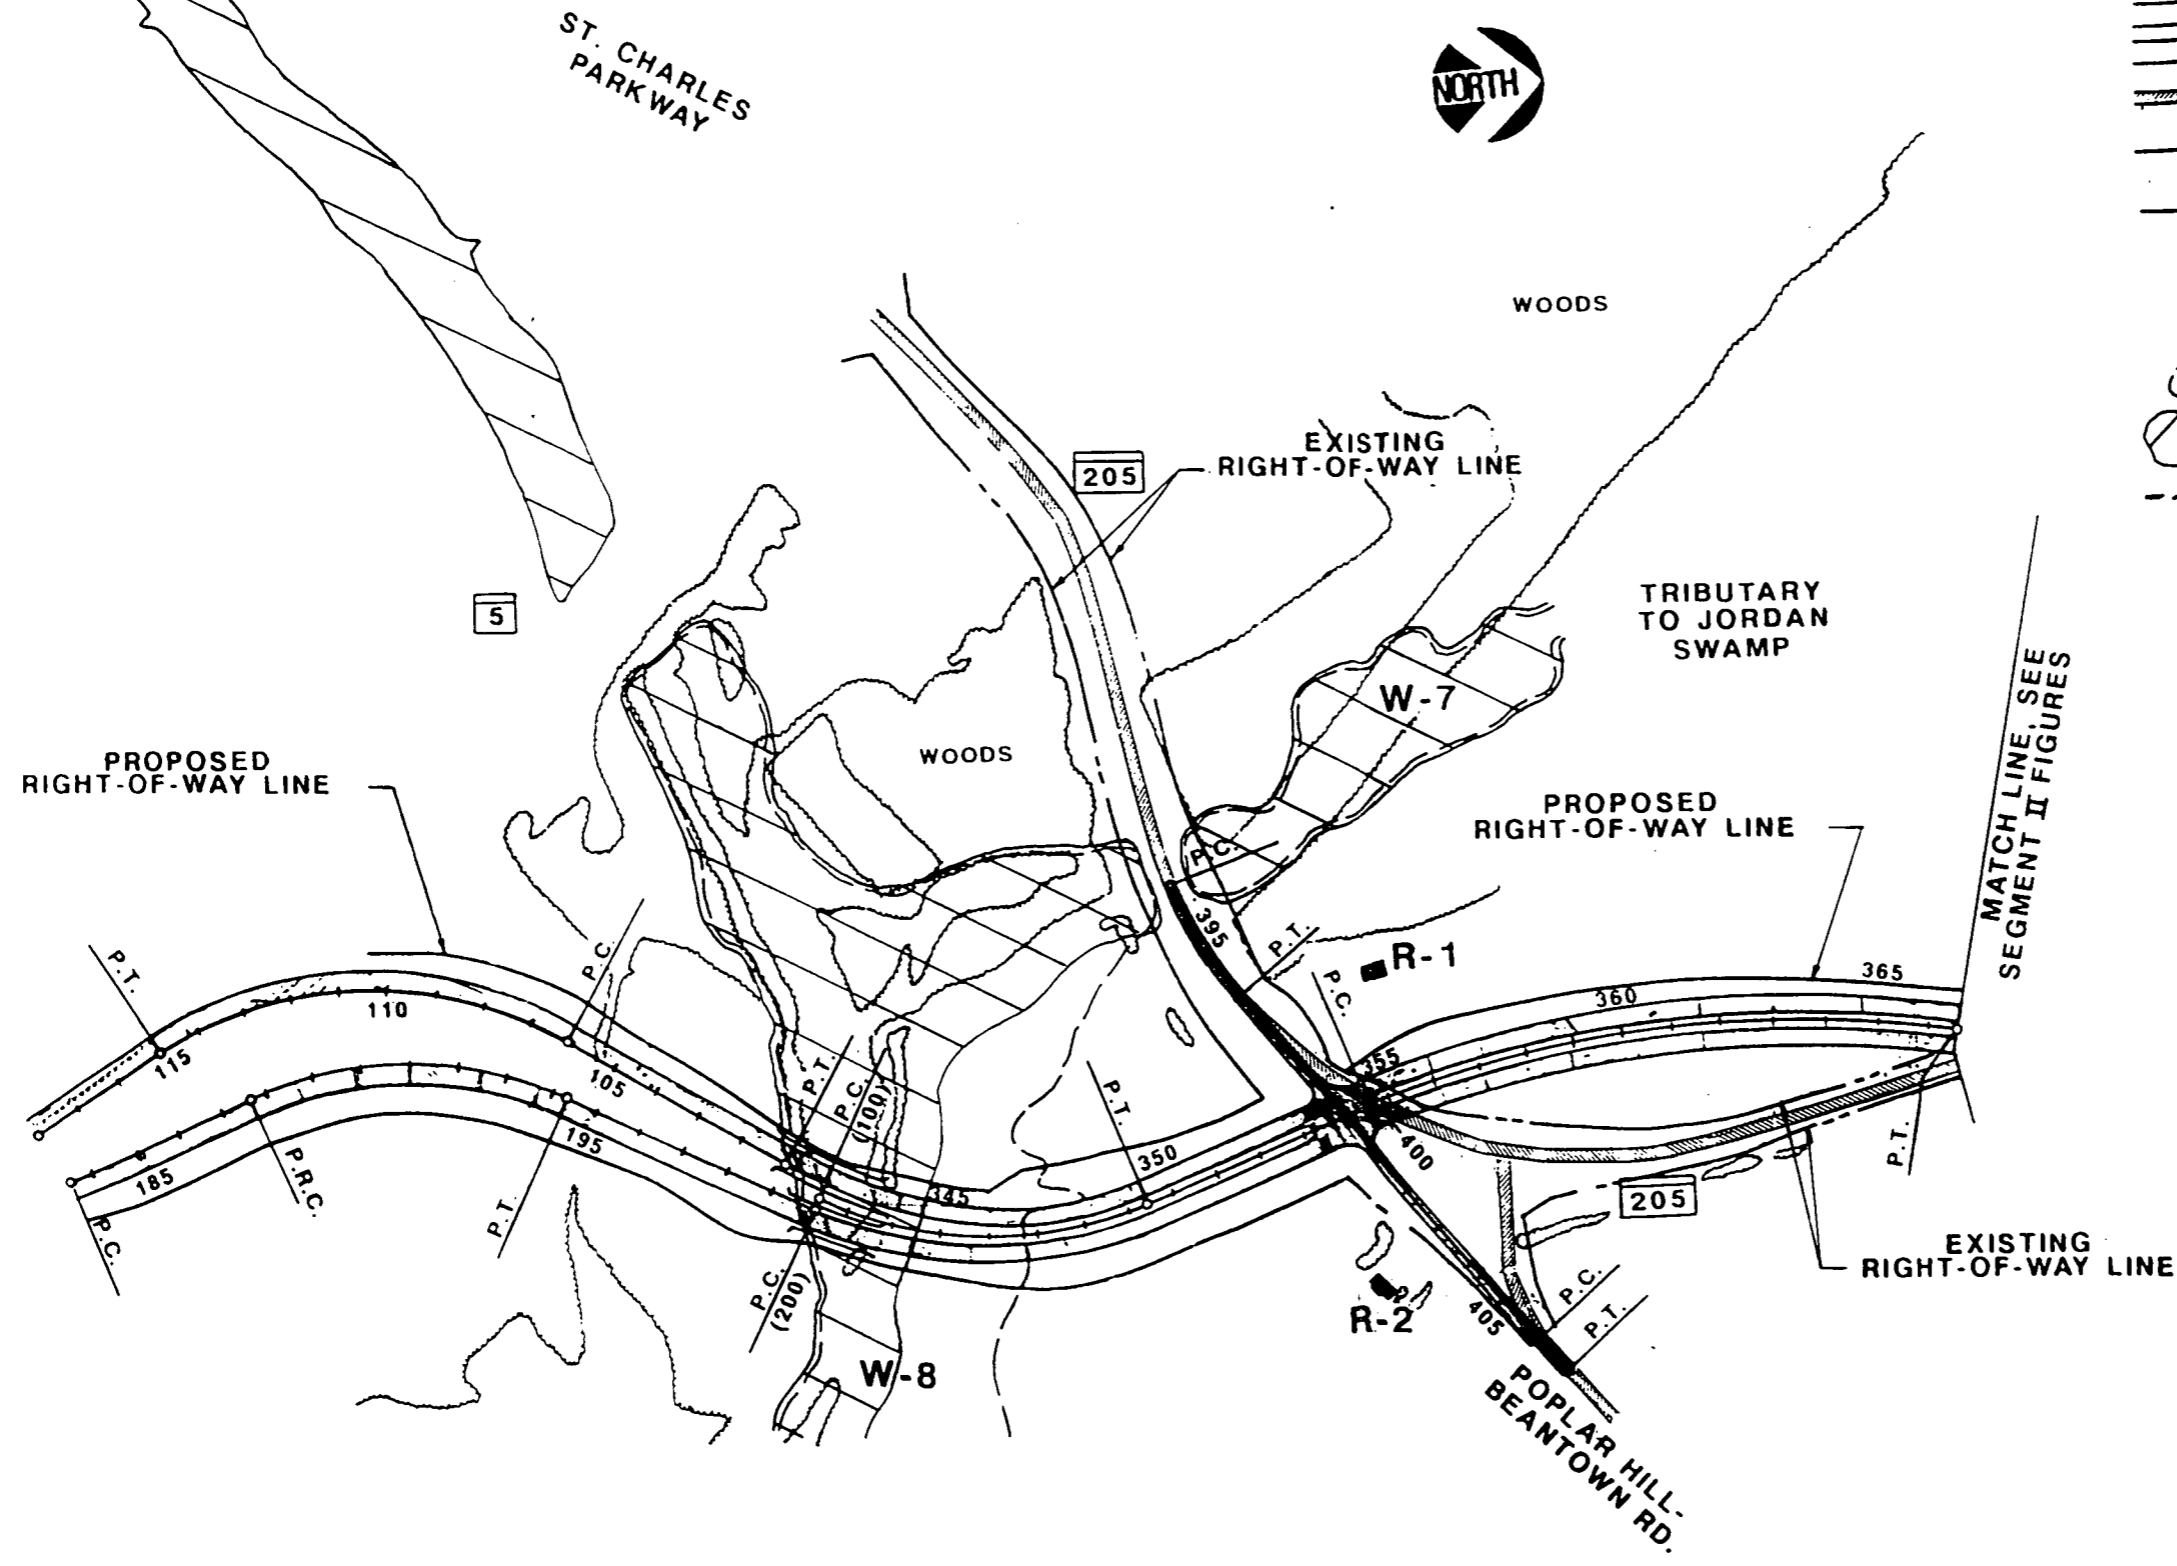 ST. CHARLES
PARKWAY
NORTH
WOODS
EXISTING
RIGHT-OF-WAY LINE
205
TRIBUTARY
TO JORDAN
SWAMP
5
W-7
MATCH LINE, SEE
SEGMENT II FIGURES
WOODS
PROPOSED
RIGHT-OF-WAY LINE
PROPOSED
RIGHT-OF-WAY LINE
P.C.
395
P.T.
R-1
P.C.
P.T.
P.C.
365
360
110
115
355
105
P.T.
P.C.
(100)
P.T.
350
400
P.T.
195
185
P.R.C.
P.T.
P.C.
345
205
P.C.
(200)
EXISTING
RIGHT-OF-WAY LINE
P.C.
P.T.
405
R-2
W-8
POPLAR HILL-
BEANTOWN RD.